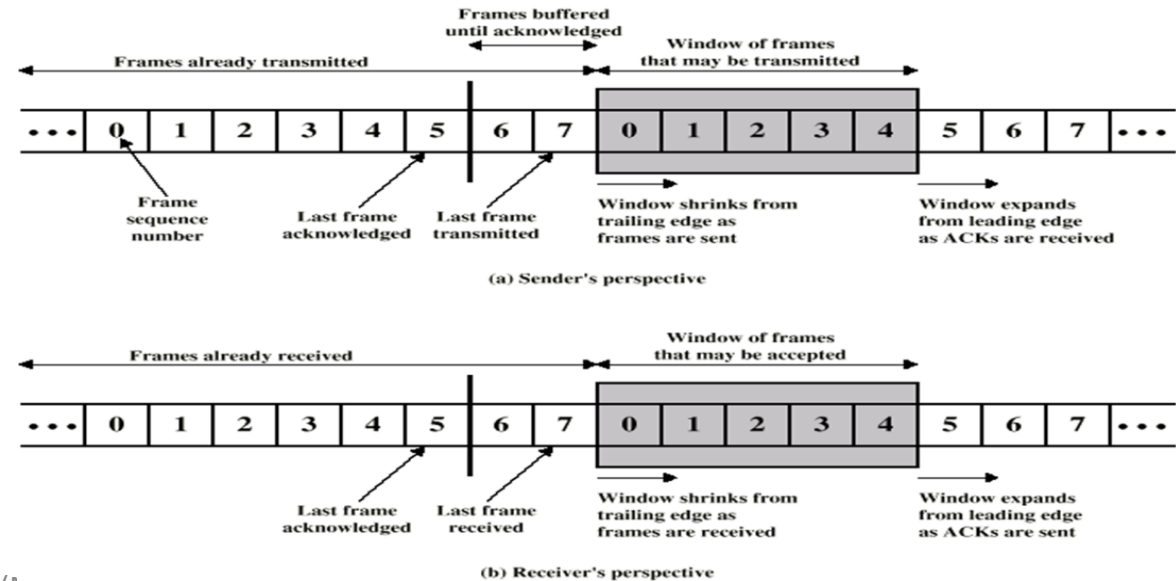 Frames buffered
until acknowledged
Window of frames
that may be transmitted
Frames already transmitted
••• 0 1 2 3 4 5 6 7 0 1 2 3 4 5 6 7 •••
Frame
sequence
number
Last frame
acknowledged
Last frame
transmitted
Window shrinks from
trailing edge as
frames are sent
Window expands
from leading edge
as ACKs are received
(a) Sender's perspective
Window of frames
that may be accepted
Frames already received
••• 0 1 2 3 4 5 6 7 0 1 2 3 4 5 6 7 •••
Last frame
acknowledged
Last frame
received
Window shrinks from
trailing edge as
frames are received
Window expands
from leading edge
as ACKs are sent
(b) Receiver's perspective